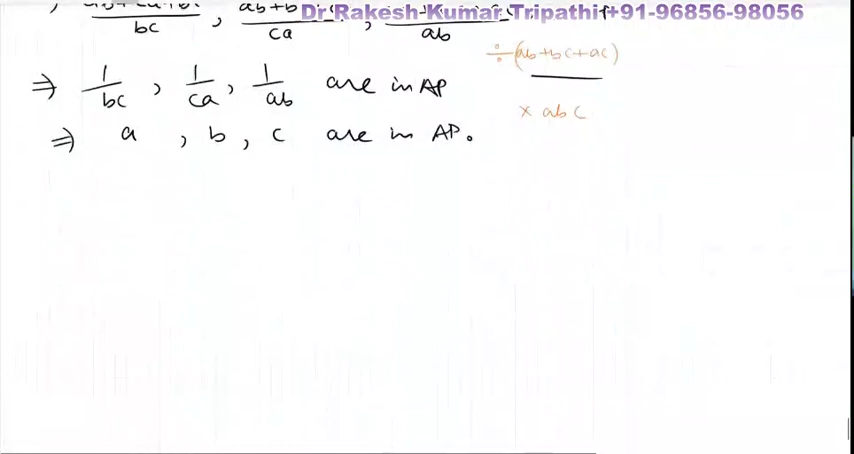 Dr Rakesh Kumar Tripathi +91-96856-98056
bc , ca , ab
÷ (ab+bc+ac)
⇒ 1/bc , 1/ca , 1/ab are in AP
× abc
⇒ a , b , c are in AP.